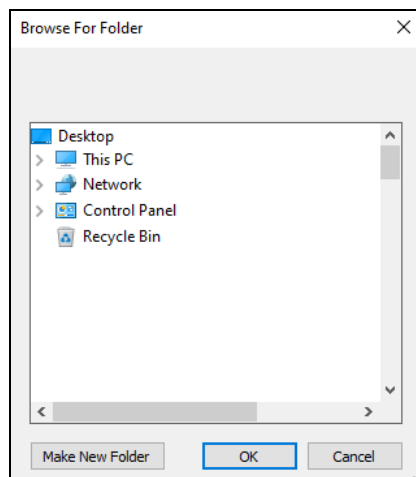 Browse For Folder
Desktop
This PC
Network
Control Panel
Recycle Bin
Make New Folder OK Cancel